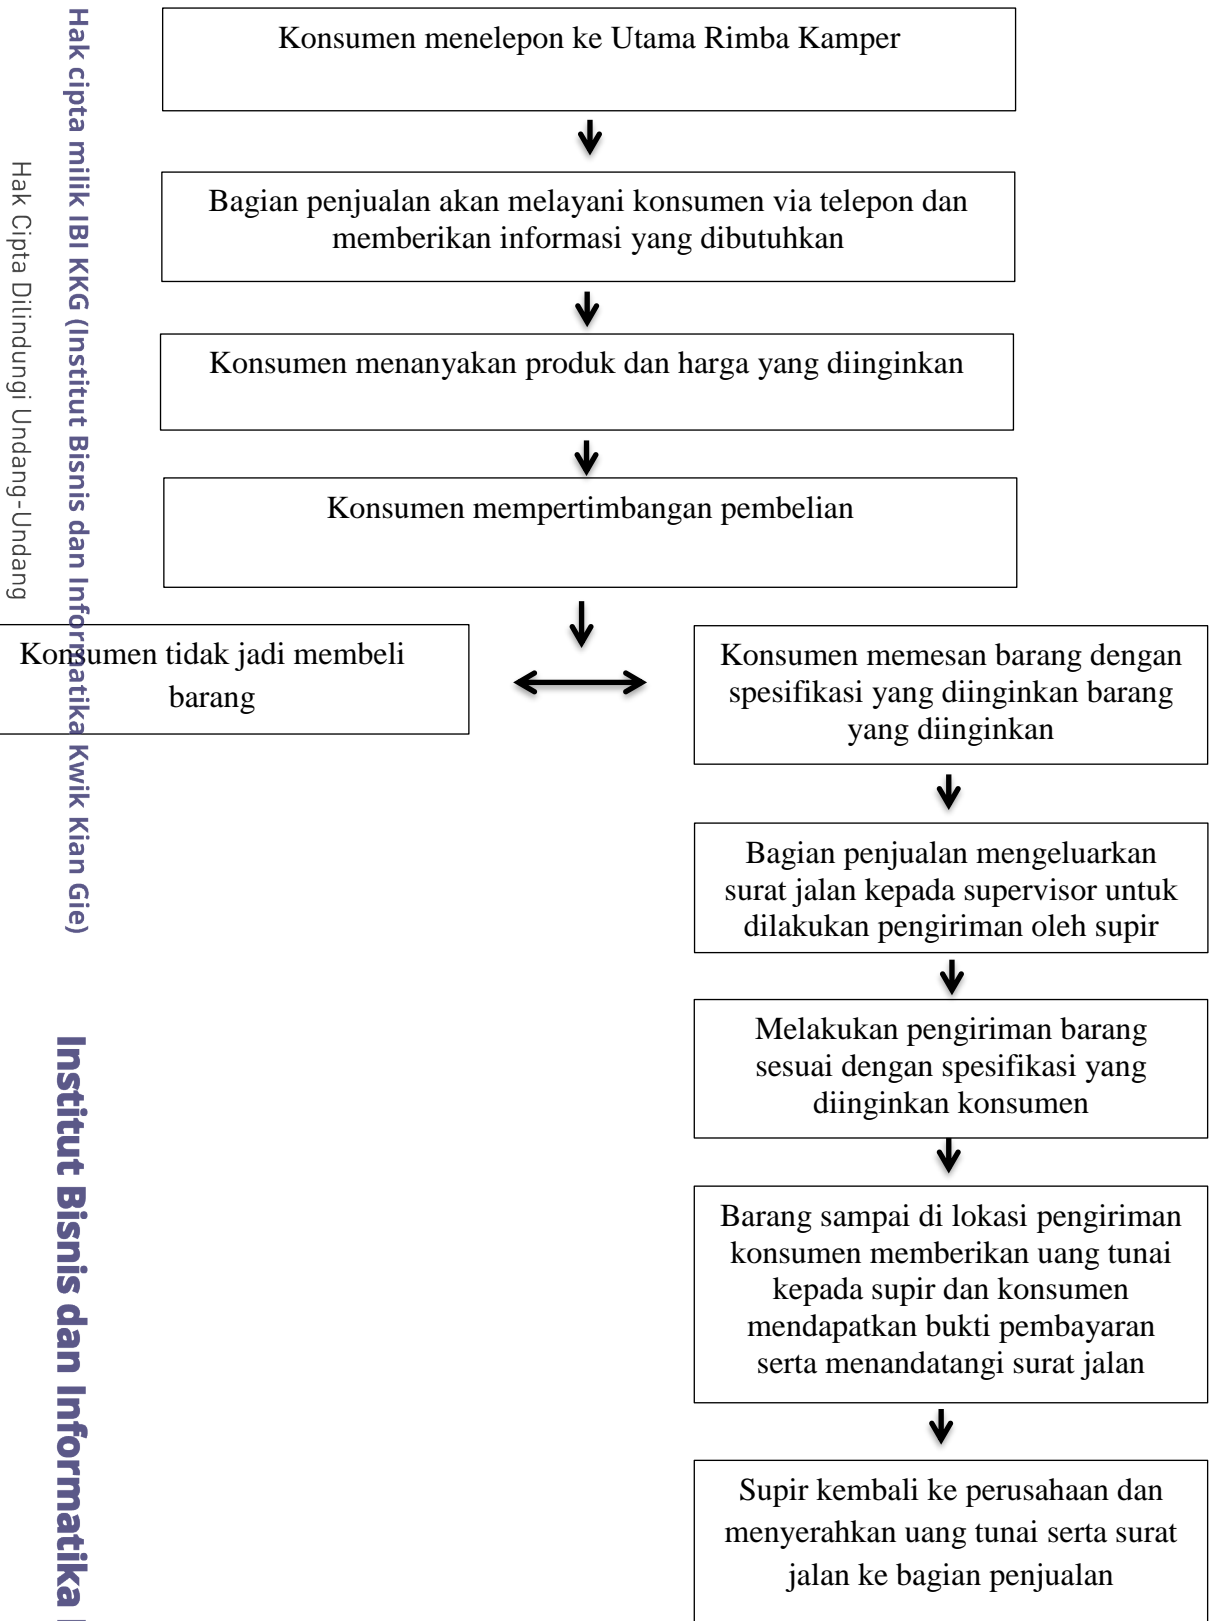 Hak cipta milik IBI KKG (Institut Bisnis dan Informatika Kwik Kian Gie)
Hak Cipta Dilindungi Undang-Undang
Institut Bisnis dan Informatika
Konsumen menelepon ke Utama Rimba Kamper
Bagian penjualan akan melayani konsumen via telepon dan
memberikan informasi yang dibutuhkan
Konsumen menanyakan produk dan harga yang diinginkan
Konsumen mempertimbangan pembelian
Konsumen tidak jadi membeli
barang
Konsumen memesan barang dengan
spesifikasi yang diinginkan barang
yang diinginkan
Bagian penjualan mengeluarkan
surat jalan kepada supervisor untuk
dilakukan pengiriman oleh supir
Melakukan pengiriman barang
sesuai dengan spesifikasi yang
diinginkan konsumen
Barang sampai di lokasi pengiriman
konsumen memberikan uang tunai
kepada supir dan konsumen
mendapatkan bukti pembayaran
serta menandatangi surat jalan
Supir kembali ke perusahaan dan
menyerahkan uang tunai serta surat
jalan ke bagian penjualan